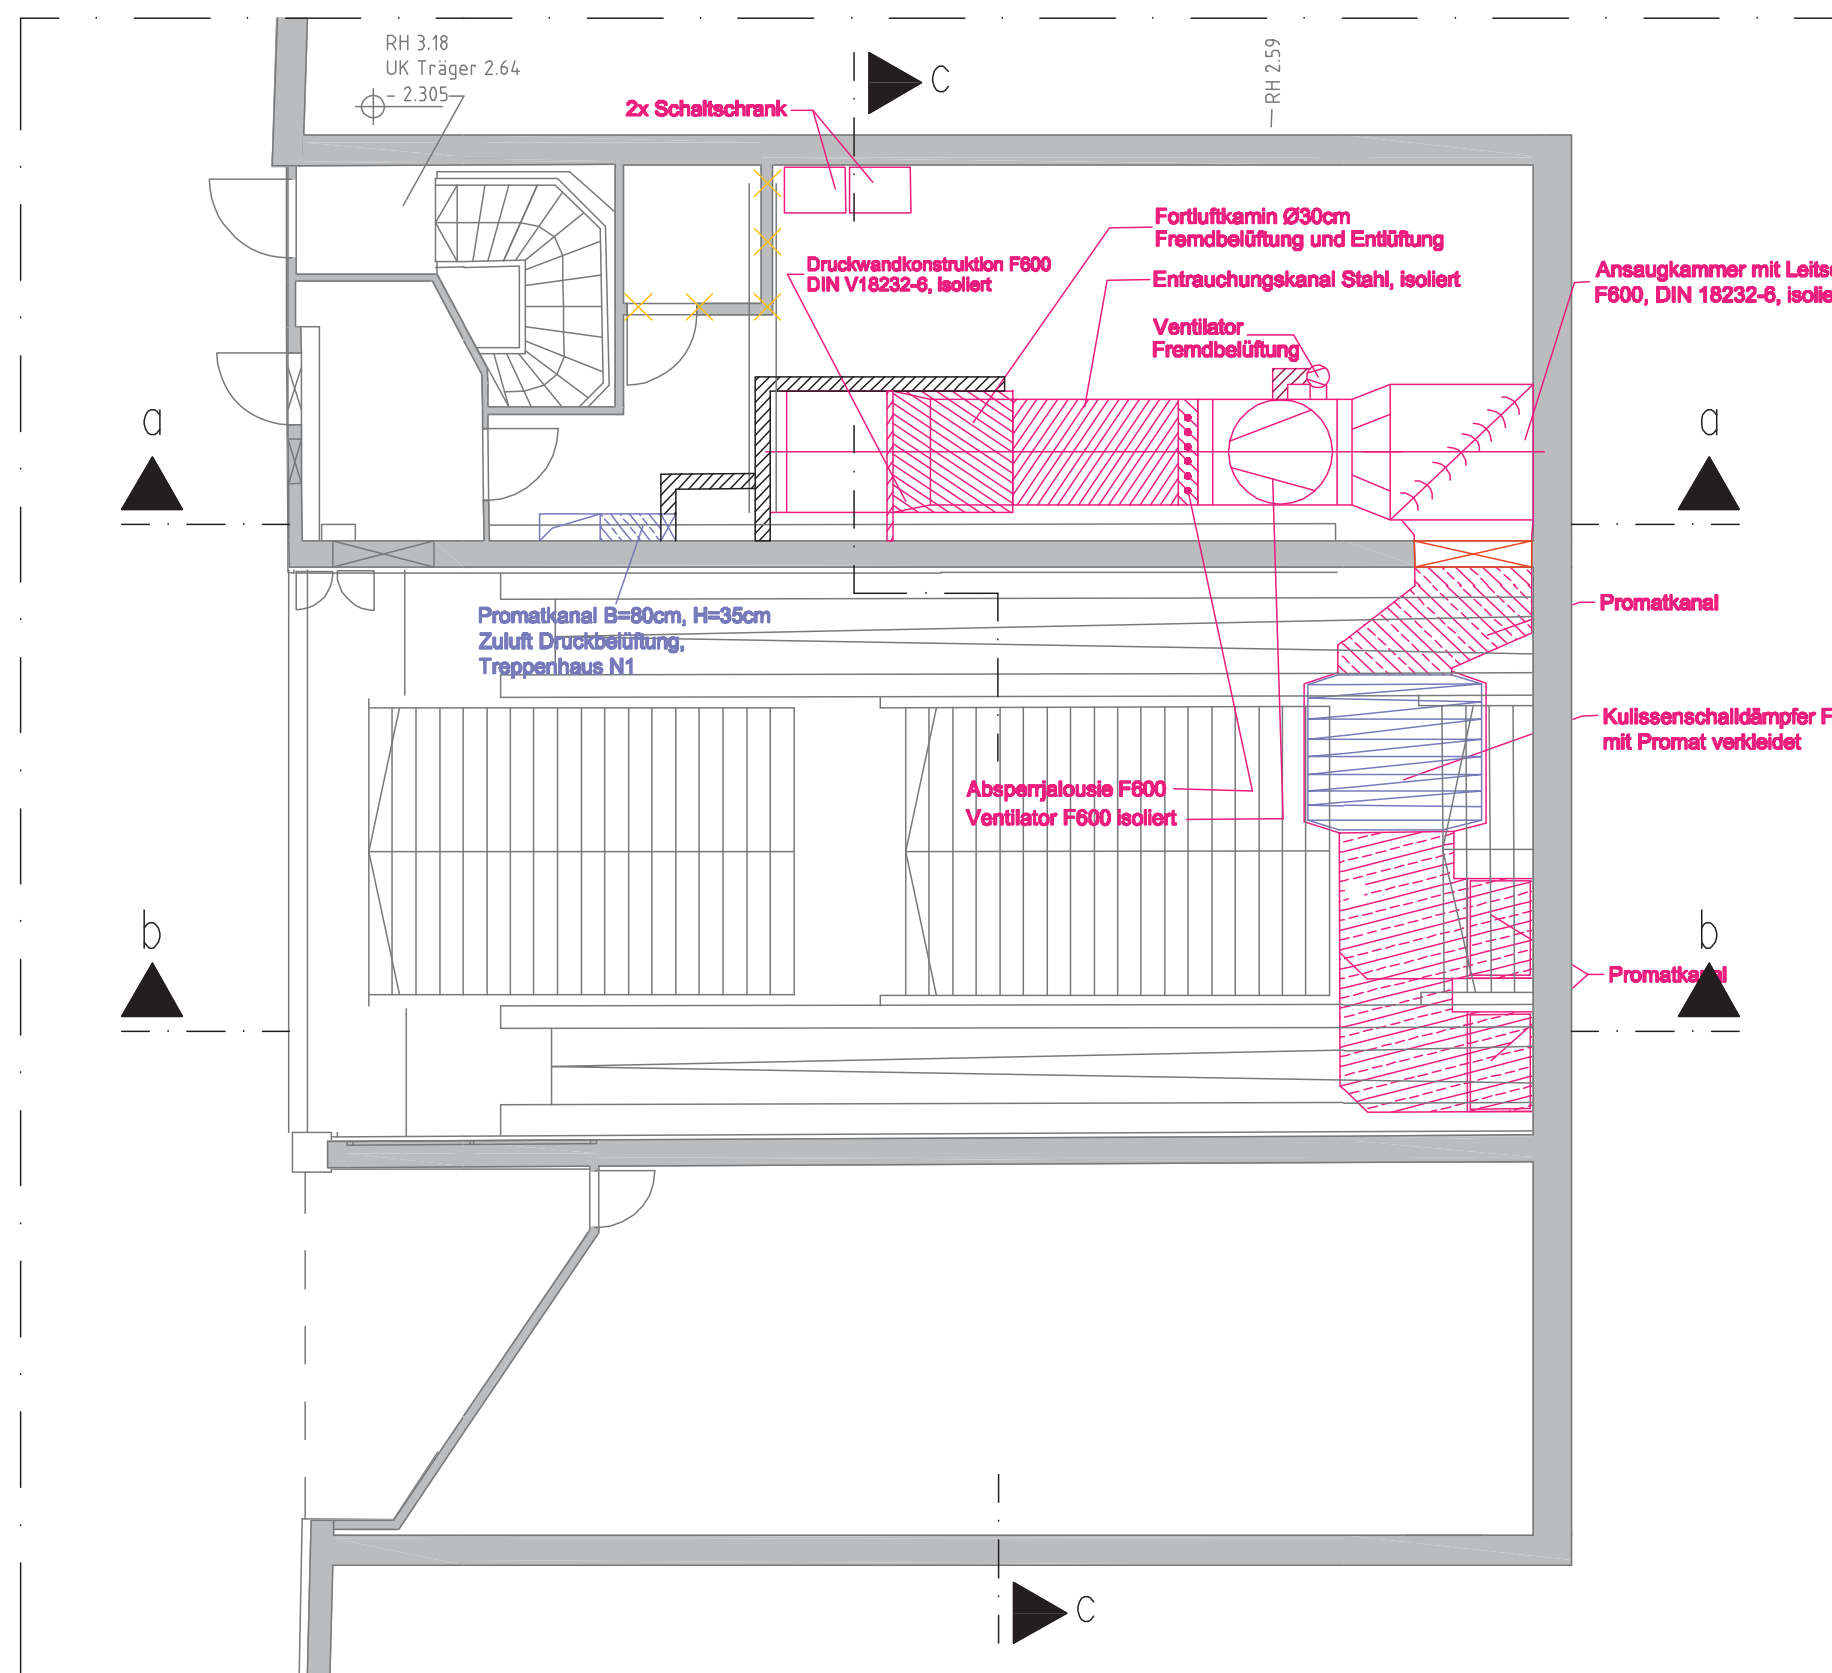 RH 3.18
UK Träger 2.64
- 2.305
C
RH 2.59
2x Schaltschrank
Fortluftkamin Ø30cm
Fremdbelüftung und Entlüftung
Druckwandkonstruktion F600
DIN V18232-6, isoliert
Entrauchungskanal Stahl, isoliert
Ansaugkammer mit Leitsc
F600, DIN 18232-6, isolie
Ventilator
Fremdbelüftung
a
a
Promatkanal B=80cm, H=35cm
Zuluft Druckbelüftung,
Treppenhaus N1
Promatkanal
Kulissenschalldämpfer F
mit Promat verkleidet
Absperrjalousie F600
Ventilator F600 isoliert
b
b
Promatkanal
C